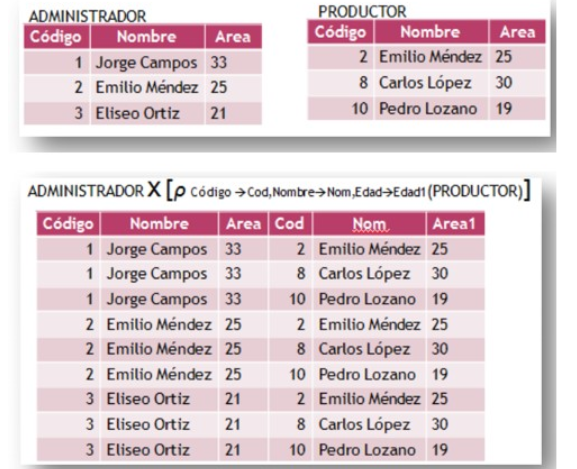 ADMINISTRADOR
Código Nombre Area
1 Jorge Campos 33
2 Emilio Méndez 25
3 Eliseo Ortiz 21
PRODUCTOR
Código Nombre Area
2 Emilio Méndez 25
8 Carlos López 30
10 Pedro Lozano 19
ADMINISTRADOR X [ρ Código →Cod,Nombre→Nom,Edad→Edad1 (PRODUCTOR)]
Código Nombre Area Cod Nom. Area1
1 Jorge Campos 33 2 Emilio Méndez 25
1 Jorge Campos 33 8 Carlos López 30
1 Jorge Campos 33 10 Pedro Lozano 19
2 Emilio Méndez 25 2 Emilio Méndez 25
2 Emilio Méndez 25 8 Carlos López 30
2 Emilio Méndez 25 10 Pedro Lozano 19
3 Eliseo Ortiz 21 2 Emilio Méndez 25
3 Eliseo Ortiz 21 8 Carlos López 30
3 Eliseo Ortiz 21 10 Pedro Lozano 19